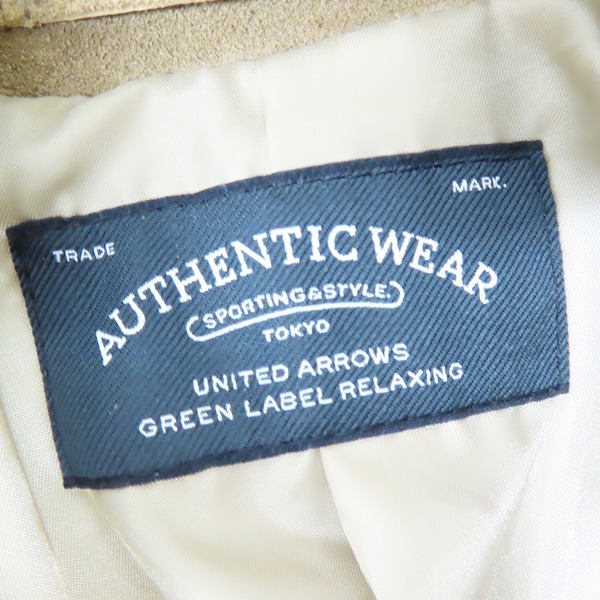 TRADE MARK.
AUTHENTIC WEAR
SPORTING&STYLE.
TOKYO
UNITED ARROWS
GREEN LABEL RELAXING